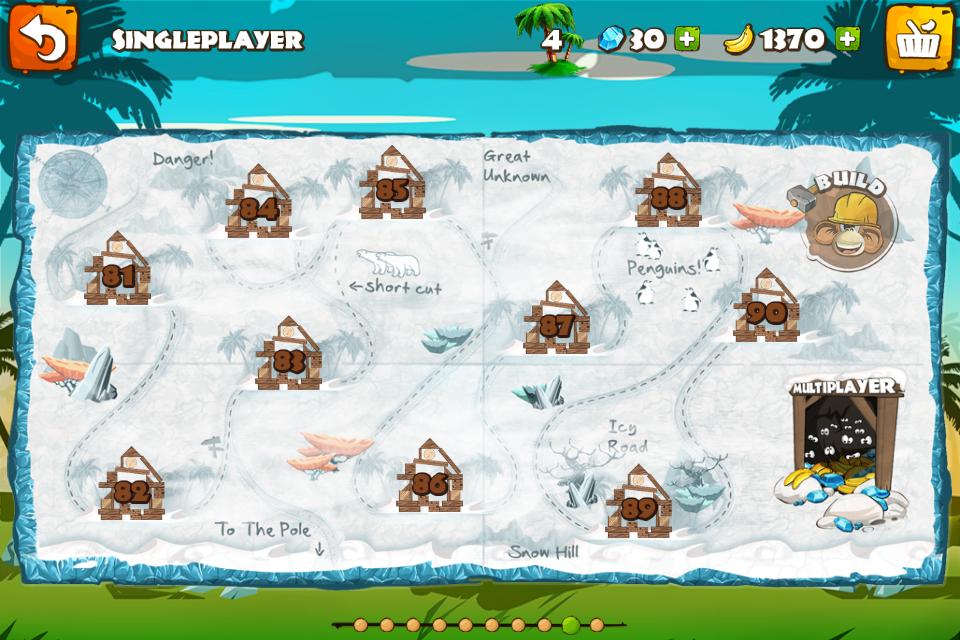 SINGLEPLAYER
4
30
1370
Danger!
Great
Unknown
BUILD
84
85
88
81
Penguins!
←short cut
87
90
83
MULTIPLAYER
Icy
Road
82
86
89
To The Pole
Snow Hill